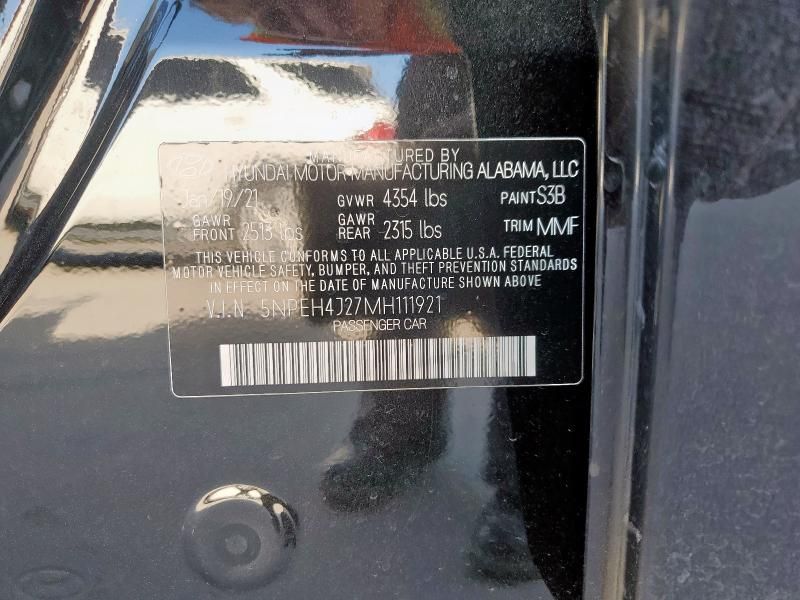 MANUFACTURED BY
HYUNDAI MOTOR MANUFACTURING ALABAMA, LLC
Jan/19/21 GVWR 4354 lbs PAINT S3B
GAWR FRONT 2513 lbs GAWR REAR 2315 lbs TRIM MMF
THIS VEHICLE CONFORMS TO ALL APPLICABLE U.S.A. FEDERAL
MOTOR VEHICLE SAFETY, BUMPER, AND THEFT PREVENTION STANDARDS
IN EFFECT ON THE DATE OF MANUFACTURE SHOWN ABOVE
V.I.N 5NPEH4J27MH111921
PASSENGER CAR